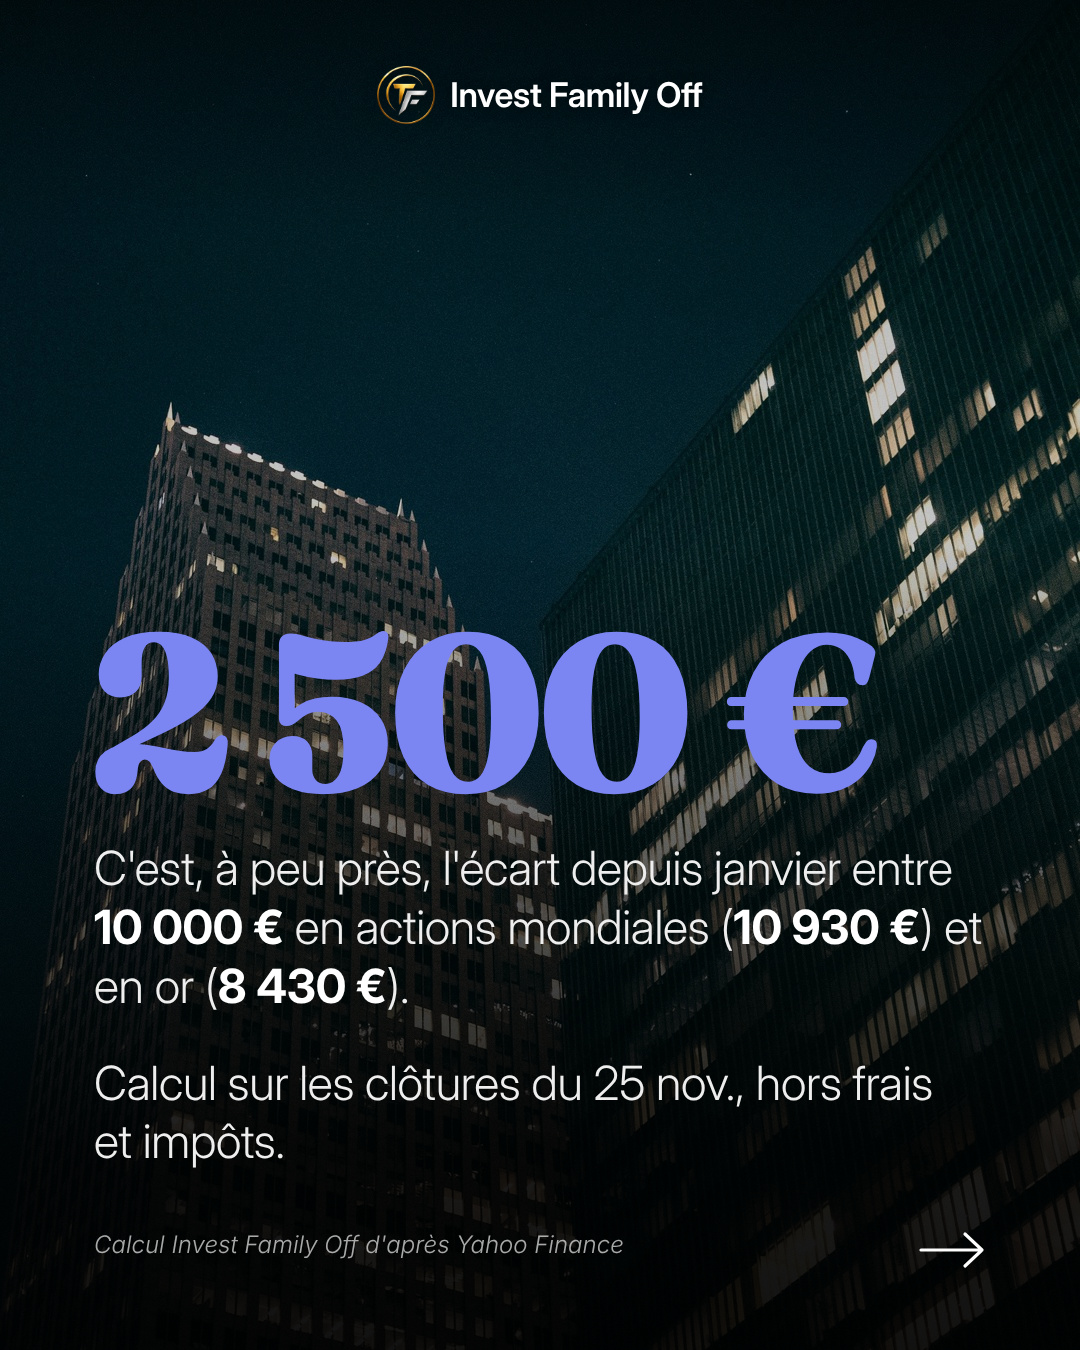 Invest Family Off
2 500 €
C'est, à peu près, l'écart depuis janvier entre
10 000 € en actions mondiales (10 930 €) et
en or (8 430 €).
Calcul sur les clôtures du 25 nov., hors frais
et impôts.
Calcul Invest Family Off d'après Yahoo Finance